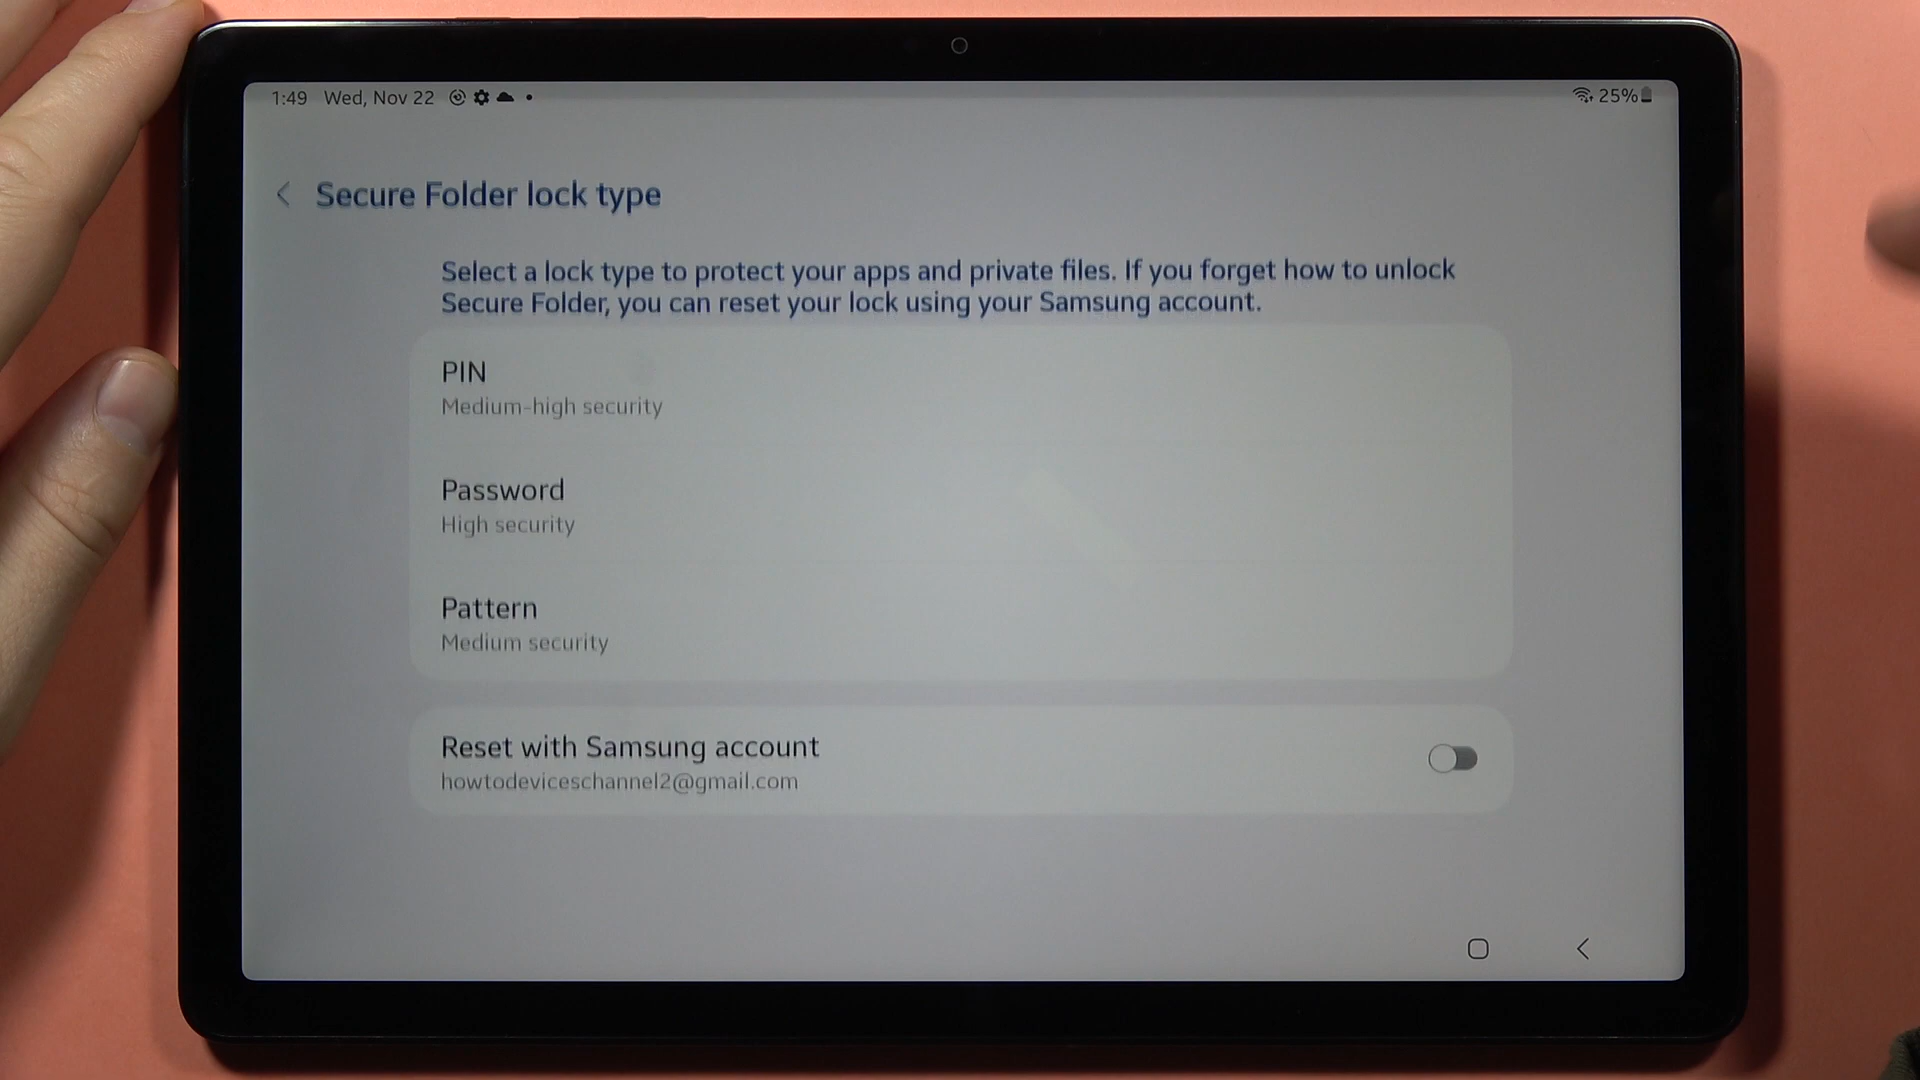 1:49 Wed, Nov 22
25%
Secure Folder lock type
Select a lock type to protect your apps and private files. If you forget how to unlock
Secure Folder, you can reset your lock using your Samsung account.
PIN
Medium-high security
Password
High security
Pattern
Medium security
Reset with Samsung account
howtodeviceschannel2@gmail.com